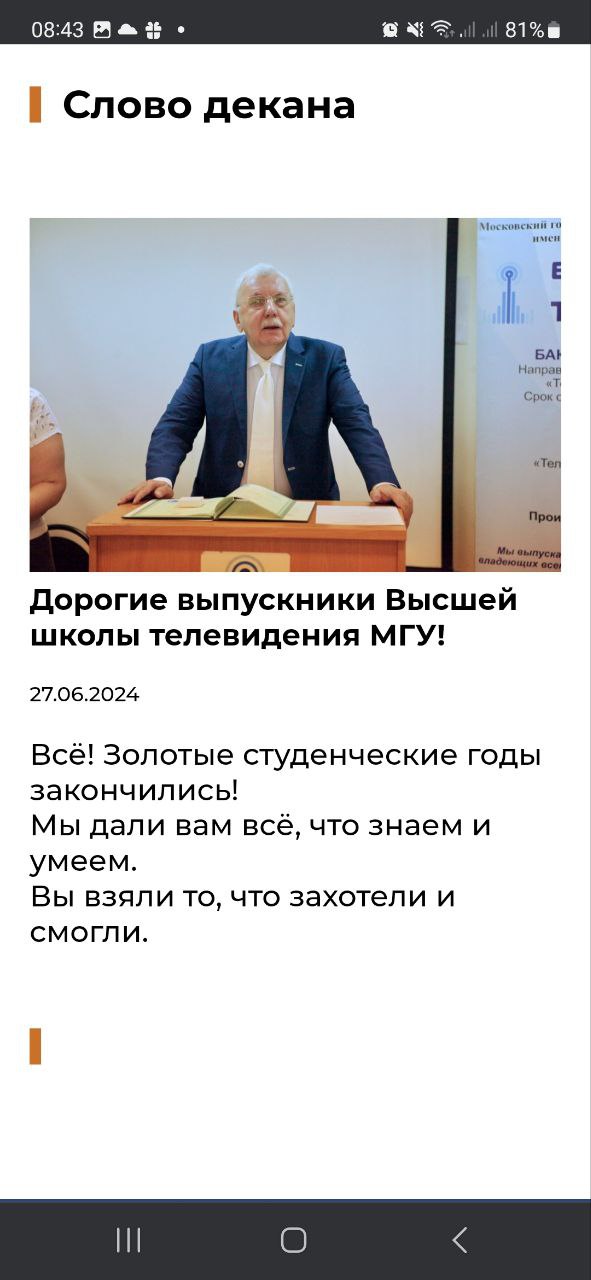 08:43
81%
Слово декана
Московский го
имен
БАК
Направ
«Т
Срок о
«Тел
Прои
Мы выпуска
владеющих все
Дорогие выпускники Высшей
школы телевидения МГУ!
27.06.2024
Всё! Золотые студенческие годы
закончились!
Мы дали вам всё, что знаем и
умеем.
Вы взяли то, что захотели и
смогли.